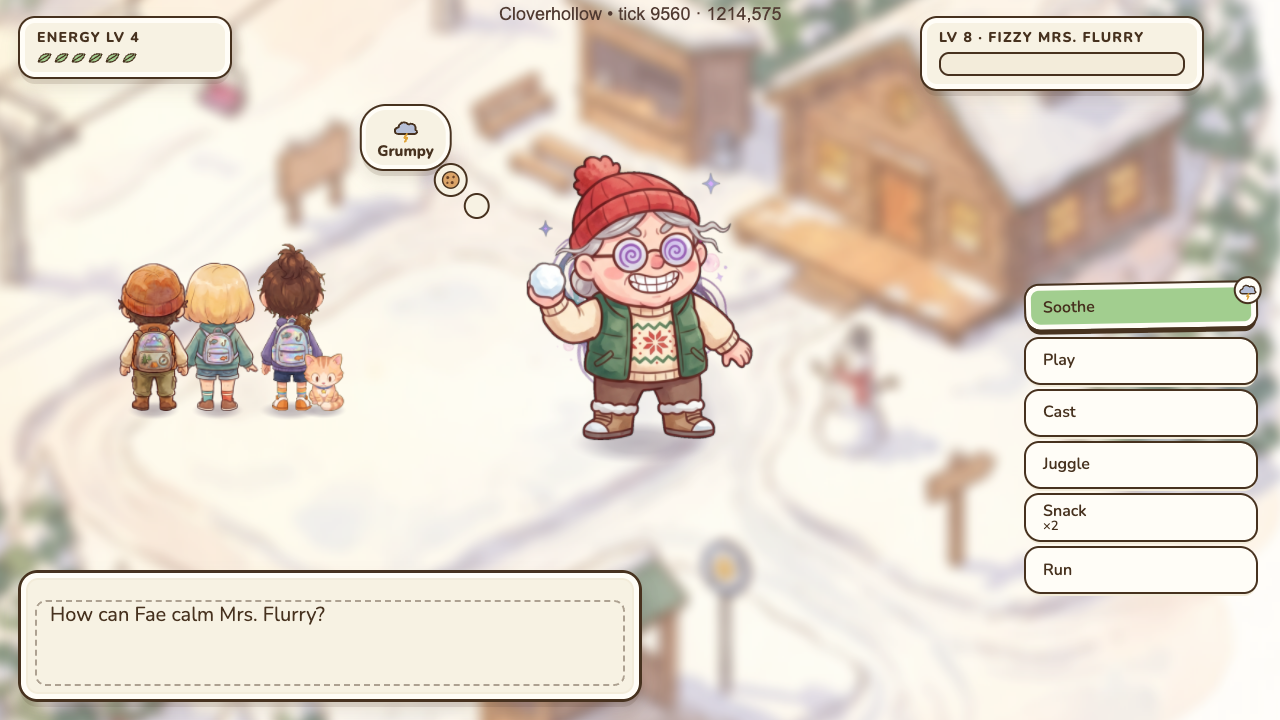 Cloverhollow • tick 9560 · 1214,575
ENERGY LV 4
LV 8 · FIZZY MRS. FLURRY
Grumpy
Soothe
Play
Cast
Juggle
Snack
×2
Run
How can Fae calm Mrs. Flurry?